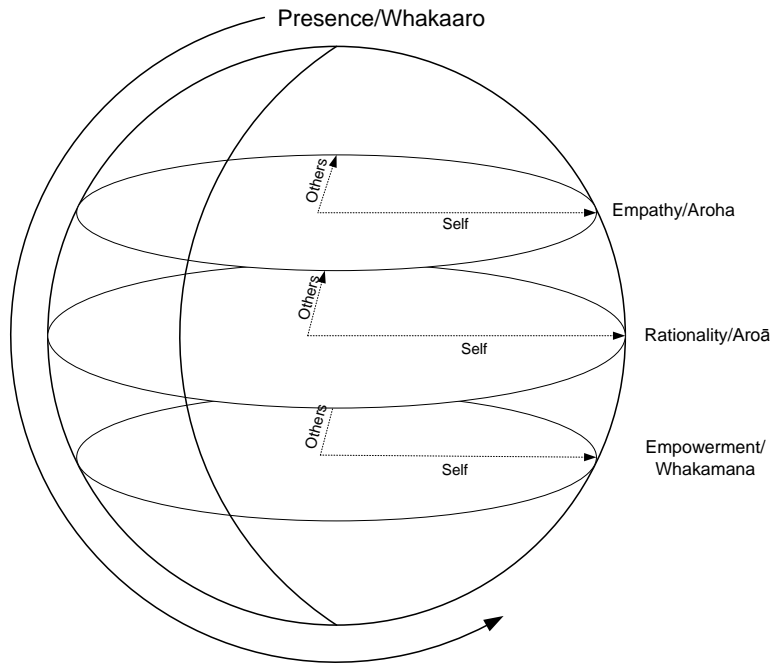 Presence/Whakaaro
Others
Self
Empathy/Aroha
Others
Self
Rationality/Aroā
Others
Self
Empowerment/
Whakamana